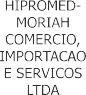 HIPROMED-
MORIAH
COMERCIO,
IMPORTACAO
E SERVICOS
LTDA